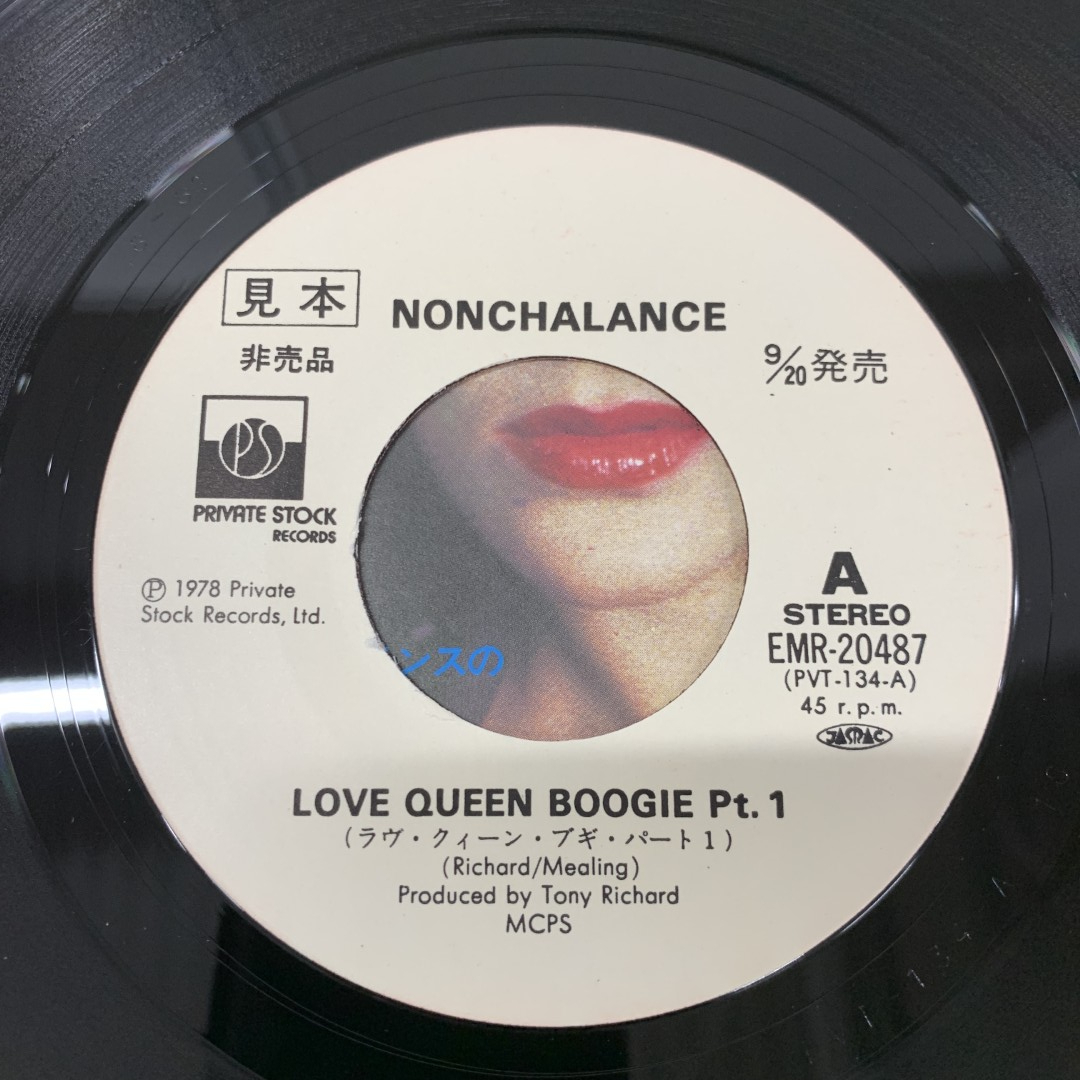 見本
NONCHALANCE
非売品
9/20発売
PS
PRIVATE STOCK
RECORDS
Ⓟ 1978 Private
Stock Records, Ltd.
A
STEREO
EMR-20487
(PVT-134-A)
45 r.p.m.
JASRAC
ンスの
LOVE QUEEN BOOGIE Pt. 1
(ラヴ・クィーン・ブギ・パート1)
(Richard/Mealing)
Produced by Tony Richard
MCPS